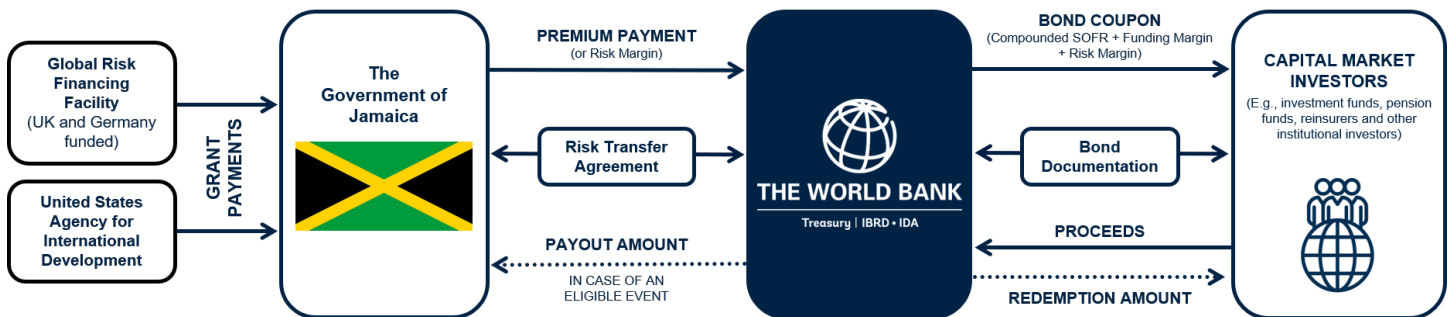 Global Risk
Financing
Facility
(UK and Germany
funded)
United States
Agency for
International
Development
GRANT
PAYMENTS
The
Government of
Jamaica
PREMIUM PAYMENT
(or Risk Margin)
Risk Transfer
Agreement
PAYOUT AMOUNT
IN CASE OF AN
ELIGIBLE EVENT
THE WORLD BANK
Treasury | IBRD • IDA
BOND COUPON
(Compounded SOFR + Funding Margin
+ Risk Margin)
Bond
Documentation
PROCEEDS
REDEMPTION AMOUNT
CAPITAL MARKET
INVESTORS
(E.g., investment funds, pension
funds, reinsurers and other
institutional investors)